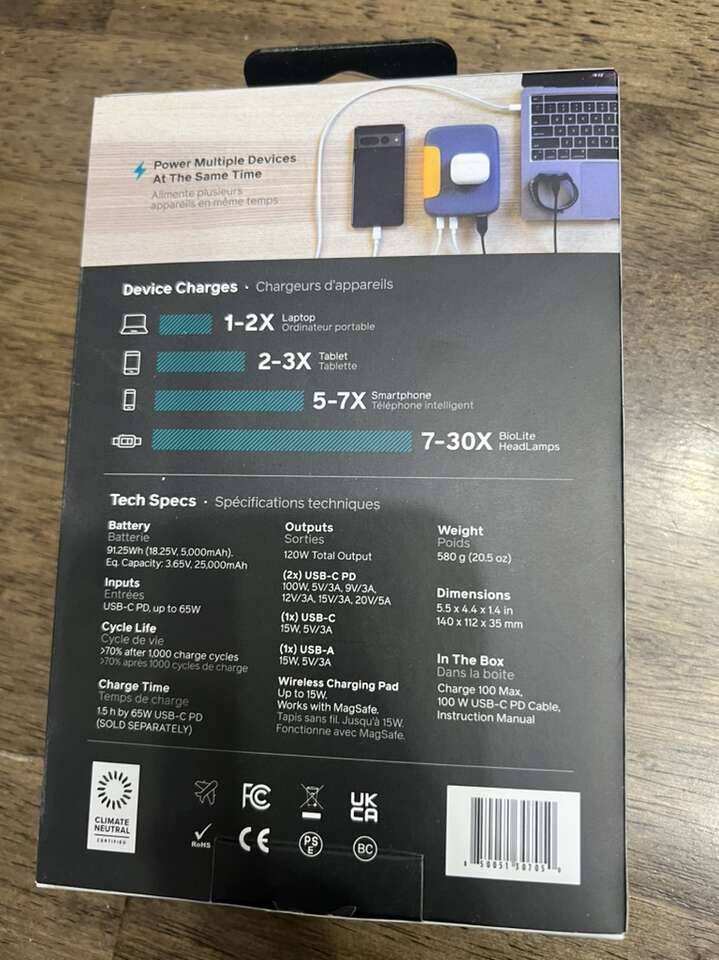 Power Multiple Devices
At The Same Time
Alimente plusieurs
appareils en même temps
Device Charges · Chargeurs d'appareils
1-2X Laptop
Ordinateur portable
2-3X Tablet
Tablette
5-7X Smartphone
Téléphone intelligent
7-30X BioLite
HeadLamps
Tech Specs · Spécifications techniques
Battery
Batterie
91.25Wh (18.25V, 5,000mAh).
Eq. Capacity: 3.65V, 25,000mAh
Inputs
Entrées
USB-C PD, up to 65W
Cycle Life
Cycle de vie
>70% after 1,000 charge cycles
>70% après 1000 cycles de charge
Charge Time
Temps de charge
1.5 h by 65W USB-C PD
(SOLD SEPARATELY)
Outputs
Sorties
120W Total Output
(2x) USB-C PD
100W, 5V/3A, 9V/3A,
12V/3A, 15V/3A, 20V/5A
(1x) USB-C
15W, 5V/3A
(1x) USB-A
15W, 5V/3A
Wireless Charging Pad
Up to 15W.
Works with MagSafe.
Tapis sans fil. Jusqu'à 15W.
Fonctionne avec MagSafe.
Weight
Poids
580 g (20.5 oz)
Dimensions
5.5 x 4.4 x 1.4 in
140 x 112 x 35 mm
In The Box
Dans la boite
Charge 100 Max,
100 W USB-C PD Cable,
Instruction Manual
CLIMATE
NEUTRAL
CERTIFIED
FC
UK
CA
RoHS
CE
PS
E
BC
8 50051 30705 9